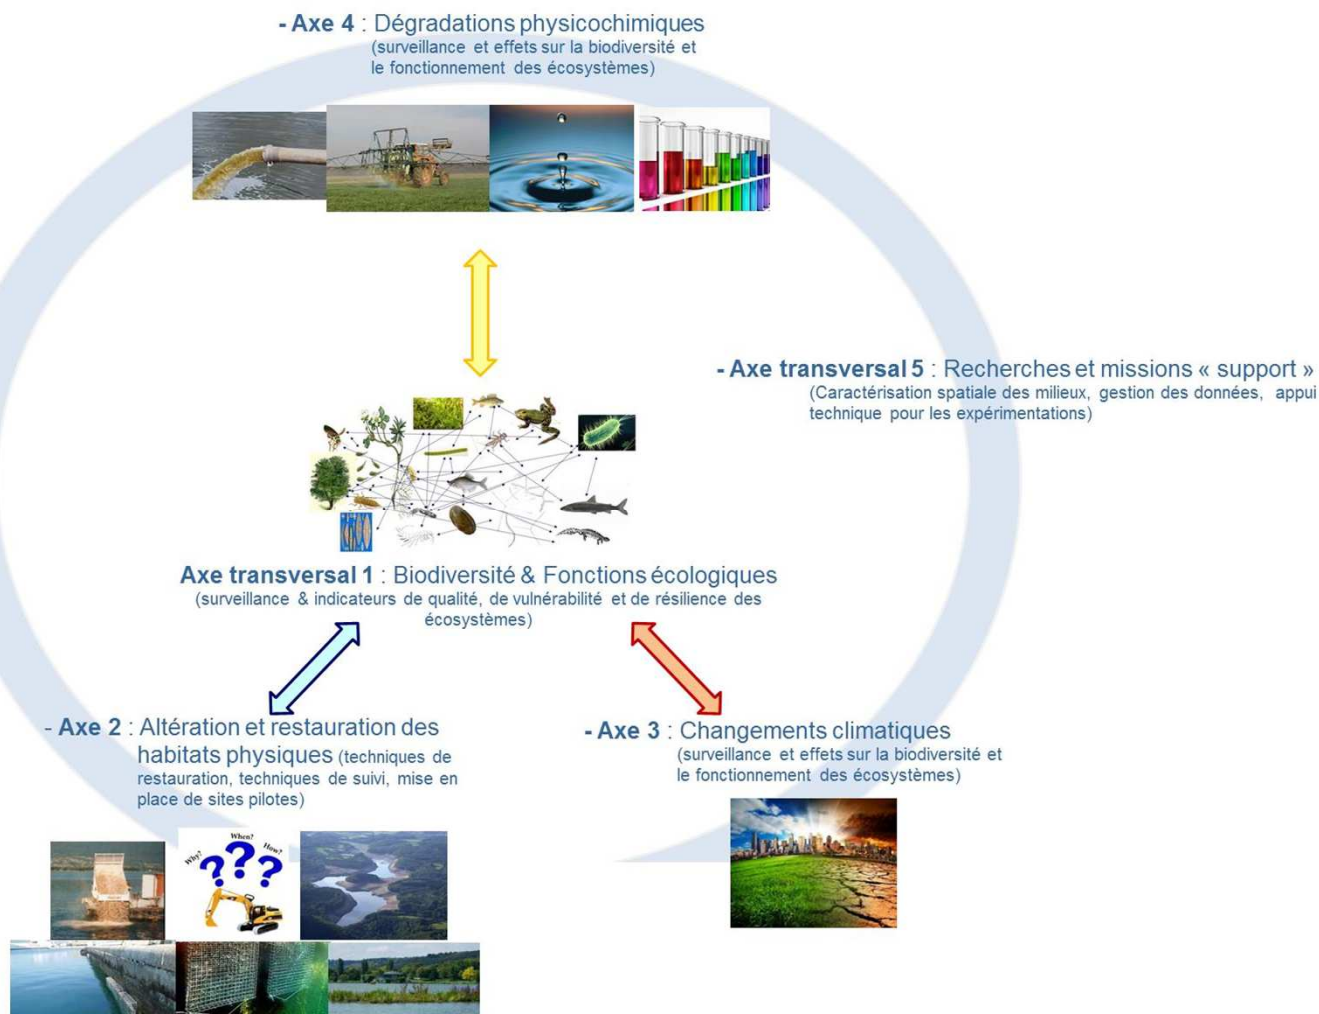 - Axe 4 : Dégradations physicochimiques
(surveillance et effets sur la biodiversité et
le fonctionnement des écosystèmes)
- Axe transversal 5 : Recherches et missions « support »
(Caractérisation spatiale des milieux, gestion des données, appui
technique pour les expérimentations)
Axe transversal 1 : Biodiversité & Fonctions écologiques
(surveillance & indicateurs de qualité, de vulnérabilité et de résilience des
écosystèmes)
- Axe 2 : Altération et restauration des
habitats physiques (techniques de
restauration, techniques de suivi, mise en
place de sites pilotes)
- Axe 3 : Changements climatiques
(surveillance et effets sur la biodiversité et
le fonctionnement des écosystèmes)
Why? When? How?
???